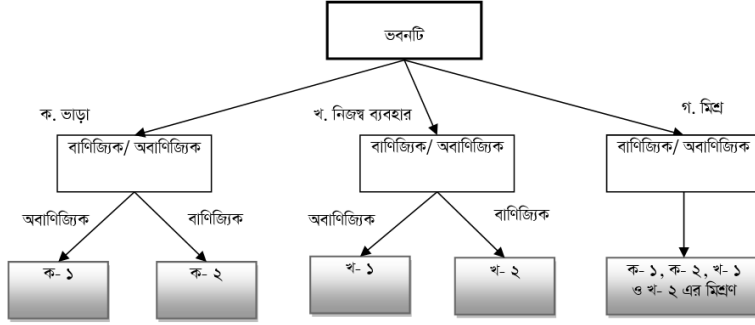 ভবনটি
ক. ভাড়া
খ. নিজস্ব ব্যবহার
গ. মিশ্র
বাণিজ্যিক/ অবাণিজ্যিক
বাণিজ্যিক/ অবাণিজ্যিক
বাণিজ্যিক/ অবাণিজ্যিক
অবাণিজ্যিক
বাণিজ্যিক
অবাণিজ্যিক
বাণিজ্যিক
ক- ১
ক- ২
খ- ১
খ- ২
ক- ১, ক- ২, খ- ১
ও খ- ২ এর মিশ্রণ